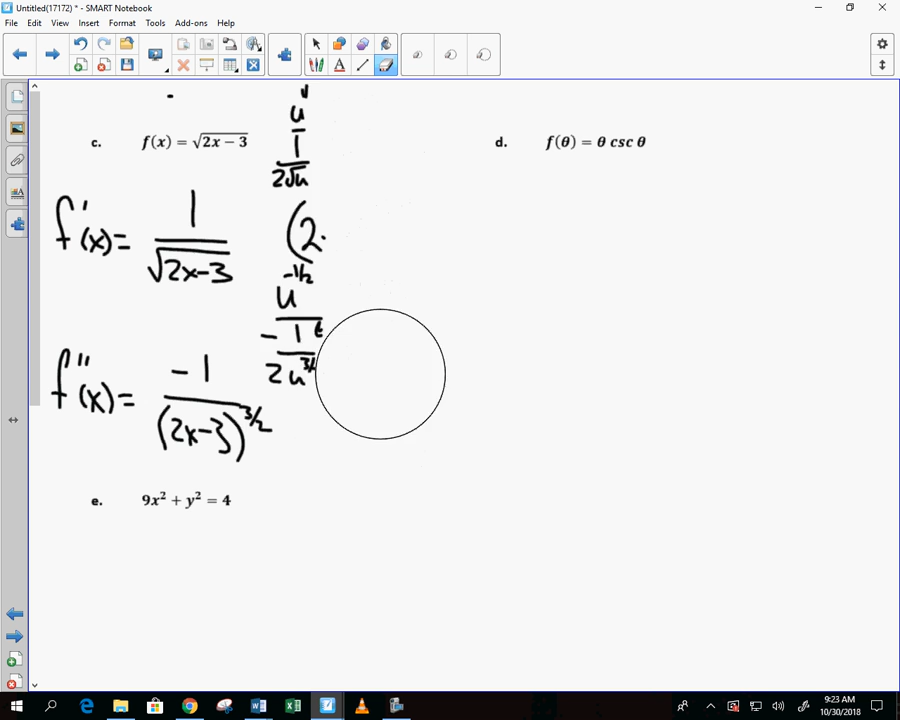 Untitled(17172) * - SMART Notebook
File Edit View Insert Format Tools Add-ons Help
c. f(x) = √2x − 3
u
1
2√u
d. f(θ) = θ csc θ
f'(x)= 1
√2x-3
(2
-1/2
u
- 1
2u
f''(x)= -1
(2x-3)^3/2
e. 9x² + y² = 4
9:23 AM
10/30/2018